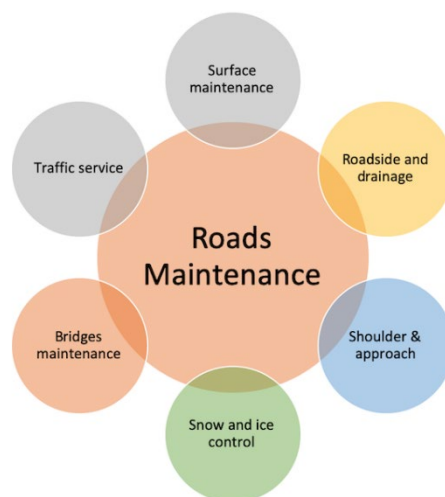 Surface
maintenance
Roadside and
drainage
Shoulder &
approach
Snow and ice
control
Bridges
maintenance
Traffic service
Roads
Maintenance